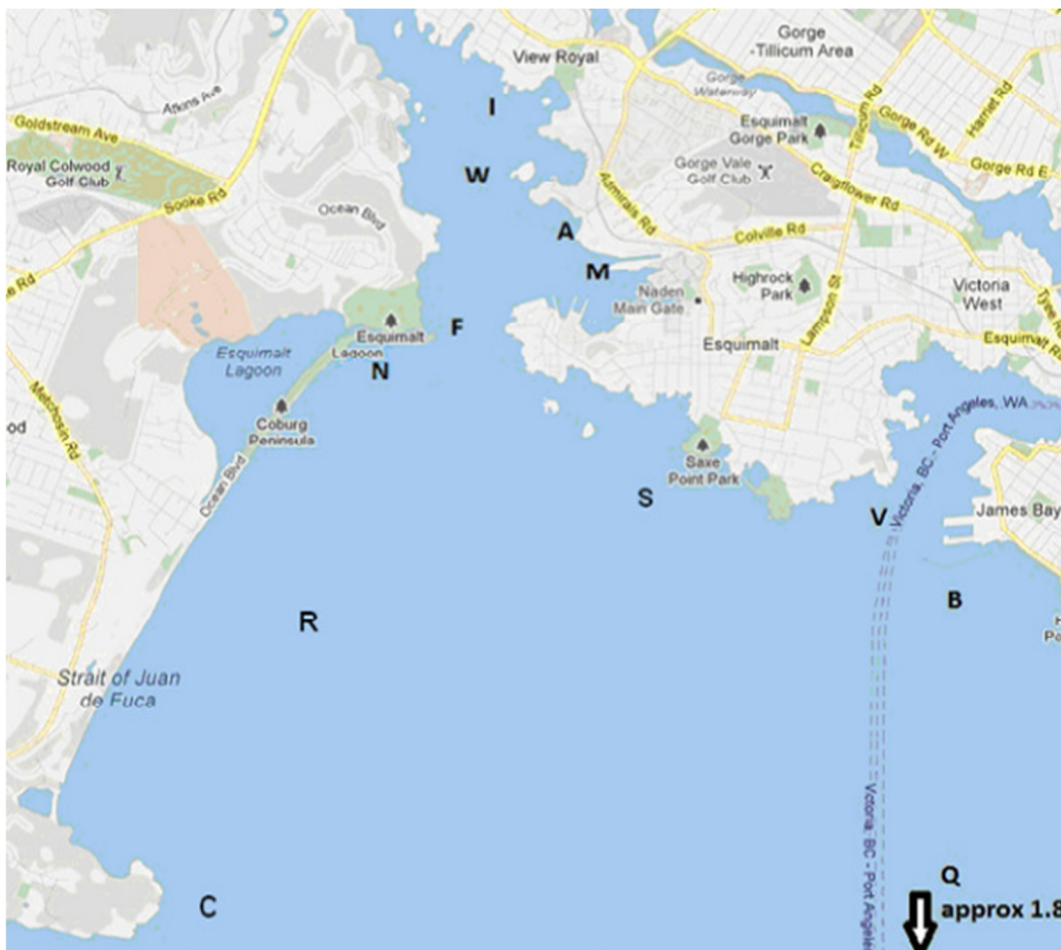 Gorge
-Tillicum Area
View Royal
Gorge
Waterway
I
Atkins Ave
Goldstream Ave
Tillicum Rd
Harriet Rd
Esquimalt
Gorge Park
Gorge Rd W
Gorge Rd E
Royal Colwood
Golf Club
W
Gorge Vale
Golf Club
Craigflower Rd
Admirals Rd
Sooke Rd
Ocean Blvd
A
Colville Rd
M
Highrock
Park
Naden
Main Gate
Victoria
West
Lampson St
F
Esquimalt
Lagoon
Esquimalt
Esquimalt
Lagoon
N
Metchosin Rd
Coburg
Peninsula
Victoria, BC - Port Angeles, WA
Saxe
Point Park
Ocean Blvd
S
V
James Bay
B
R
Strait of Juan
de Fuca
Victoria, BC - Port Angele
Q
C
approx 1.8